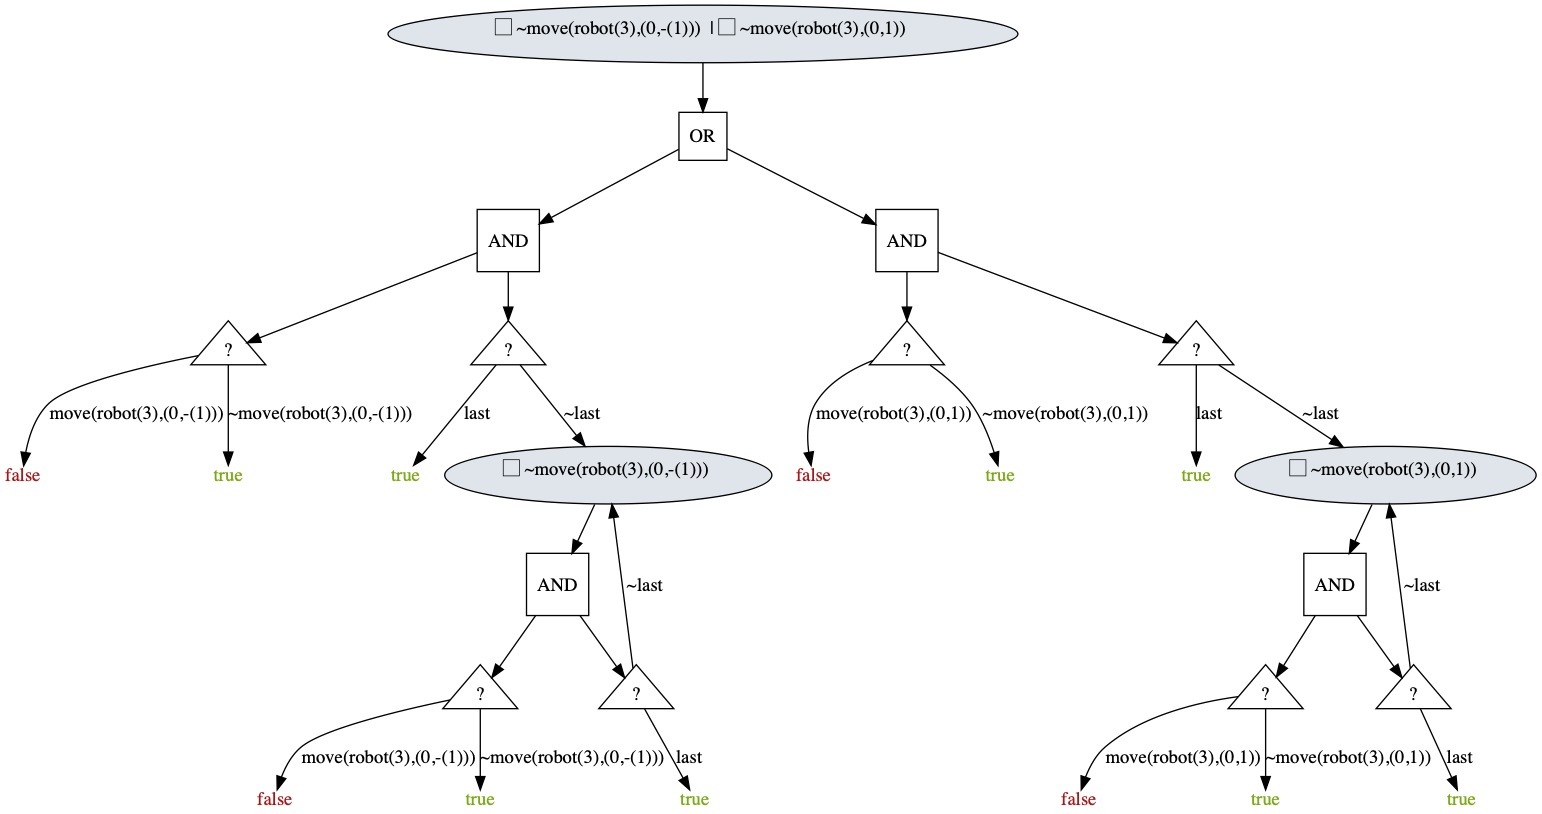 □ ~move(robot(3),(0,-(1))) | □ ~move(robot(3),(0,1))
OR
AND
AND
?
?
?
?
move(robot(3),(0,-(1)))
~move(robot(3),(0,-(1)))
last
~last
move(robot(3),(0,1))
~move(robot(3),(0,1))
last
~last
false
true
true
□ ~move(robot(3),(0,-(1)))
false
true
true
□ ~move(robot(3),(0,1))
AND
~last
AND
~last
?
?
?
?
move(robot(3),(0,-(1)))
~move(robot(3),(0,-(1)))
last
move(robot(3),(0,1))
~move(robot(3),(0,1))
last
false
true
true
false
true
true